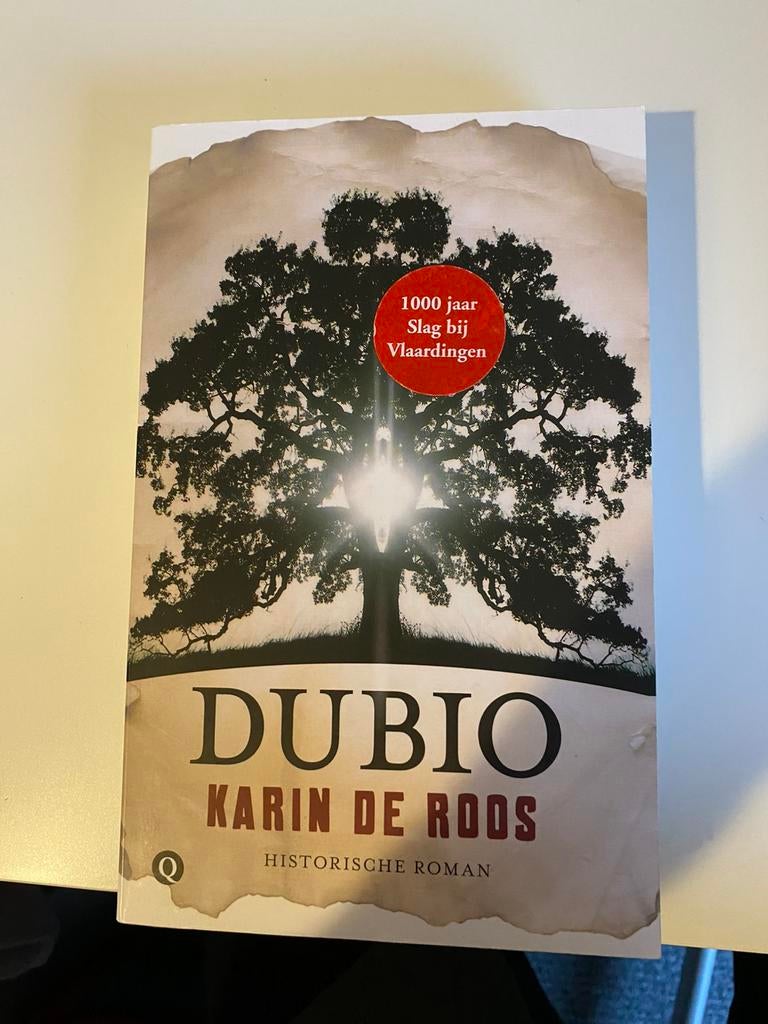 1000 jaar
Slag bij
Vlaardingen
DUBIO
KARIN DE ROOS
HISTORISCHE ROMAN
Q